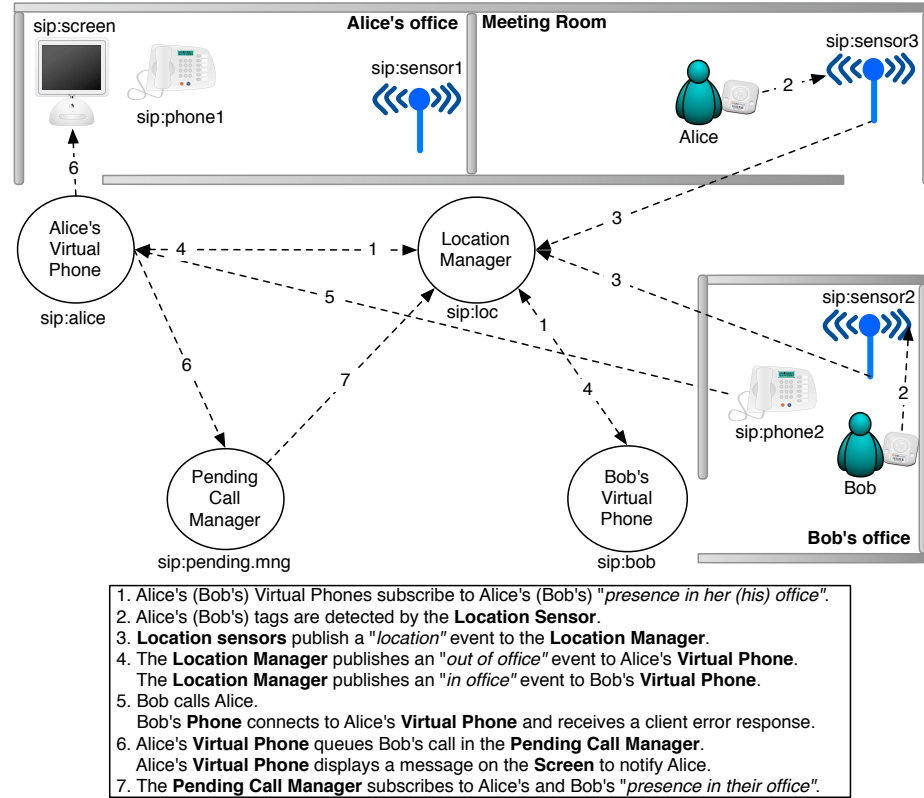 sip:screen
Alice's office
Meeting Room
sip:sensor3
sip:sensor1
2
sip:phone1
Alice
6
3
Alice's
Virtual
Phone
4
1
Location
Manager
3
5
sip:sensor2
sip:alice
sip:loc
1
6
7
4
2
sip:phone2
Pending
Call
Manager
Bob's
Virtual
Phone
Bob
Bob's office
sip:pending.mng
sip:bob
1. Alice's (Bob's) Virtual Phones subscribe to Alice's (Bob's) "presence in her (his) office".
2. Alice's (Bob's) tags are detected by the Location Sensor.
3. Location sensors publish a "location" event to the Location Manager.
4. The Location Manager publishes an "out of office" event to Alice's Virtual Phone.
The Location Manager publishes an "in office" event to Bob's Virtual Phone.
5. Bob calls Alice.
Bob's Phone connects to Alice's Virtual Phone and receives a client error response.
6. Alice's Virtual Phone queues Bob's call in the Pending Call Manager.
Alice's Virtual Phone displays a message on the Screen to notify Alice.
7. The Pending Call Manager subscribes to Alice's and Bob's "presence in their office".